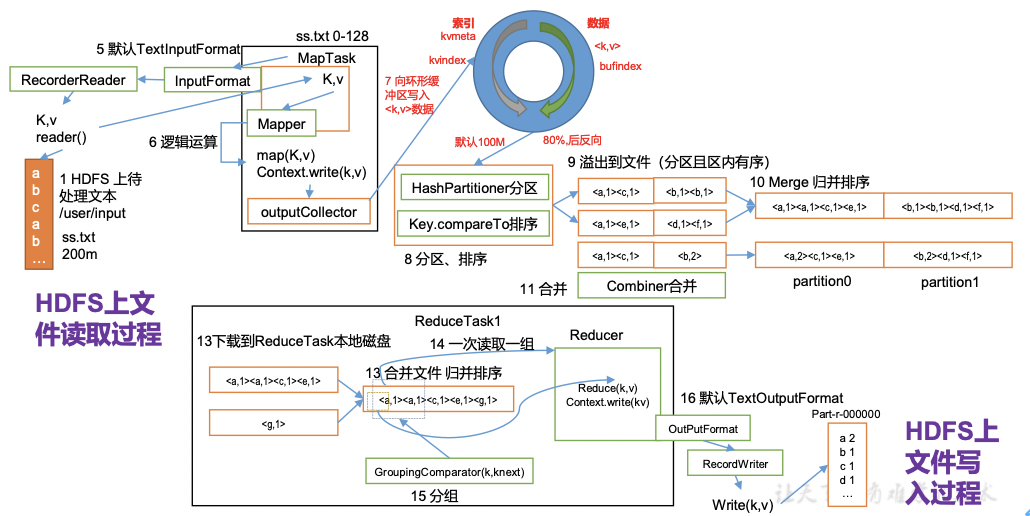 ss.txt 0-128
5 默认TextInputFormat
MapTask
RecorderReader
InputFormat
K,v
K,v
reader()
Mapper
6 逻辑运算
map(K,v)
Context.write(k,v)
outputCollector
a
b
c
a
b
...
1 HDFS 上待
处理文本
/user/input
ss.txt
200m
HDFS上文
件读取过程
索引
kvmeta
kvindex
数据
<k,v>
bufindex
7 向环形缓
冲区写入
<k,v>数据
默认100M
80%,后反向
HashPartitioner分区
Key.compareTo排序
8 分区、排序
9 溢出到文件（分区且区内有序）
<a,1><c,1>
<b,1><b,1>
<a,1><e,1>
<d,1><f,1>
<a,1><c,1>
<b,2>
10 Merge 归并排序
<a,1><a,1><c,1><e,1>
<b,1><b,1><d,1><f,1>
<a,2><c,1><e,1>
<b,2><d,1><f,1>
11 合并
Combiner合并
partition0
partition1
ReduceTask1
13下载到ReduceTask本地磁盘
14 一次读取一组
Reducer
<a,1><a,1><c,1><e,1>
<g,1>
13 合并文件 归并排序
<a,1><a,1><c,1><e,1><g,1>
Reduce(k,v)
Context.write(kv)
GroupingComparator(k,knext)
15 分组
16 默认TextOutputFormat
OutPutFormat
RecordWriter
Write(k,v)
Part-r-000000
a 2
b 1
c 1
d 1
...
HDFS上
文件写
入过程